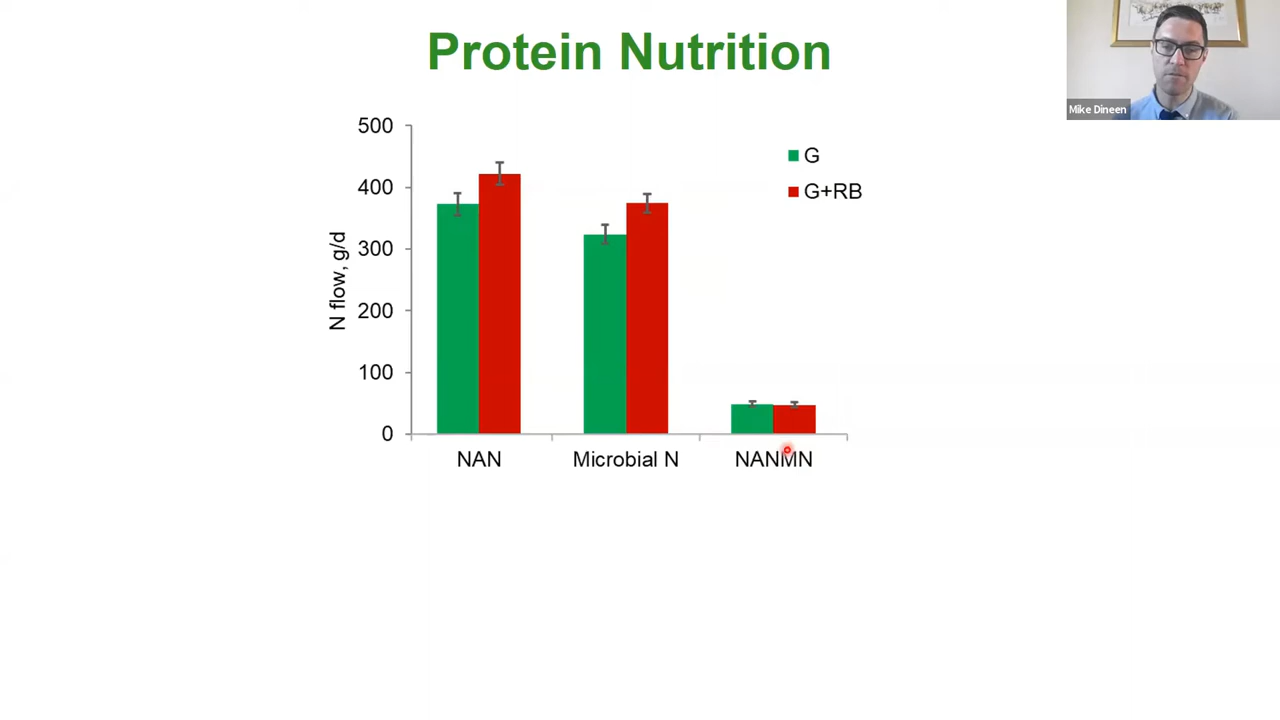 Protein Nutrition
Mike Dineen
500
400
300
200
100
0
N flow, g/d
G
G+RB
NAN
Microbial N
NANMN